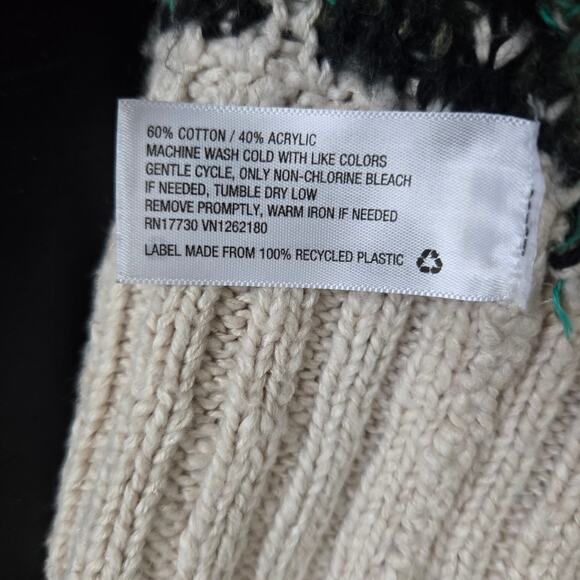 60% COTTON / 40% ACRYLIC
MACHINE WASH COLD WITH LIKE COLORS
GENTLE CYCLE, ONLY NON-CHLORINE BLEACH
IF NEEDED, TUMBLE DRY LOW
REMOVE PROMPTLY, WARM IRON IF NEEDED
RN17730 VN1262180
LABEL MADE FROM 100% RECYCLED PLASTIC